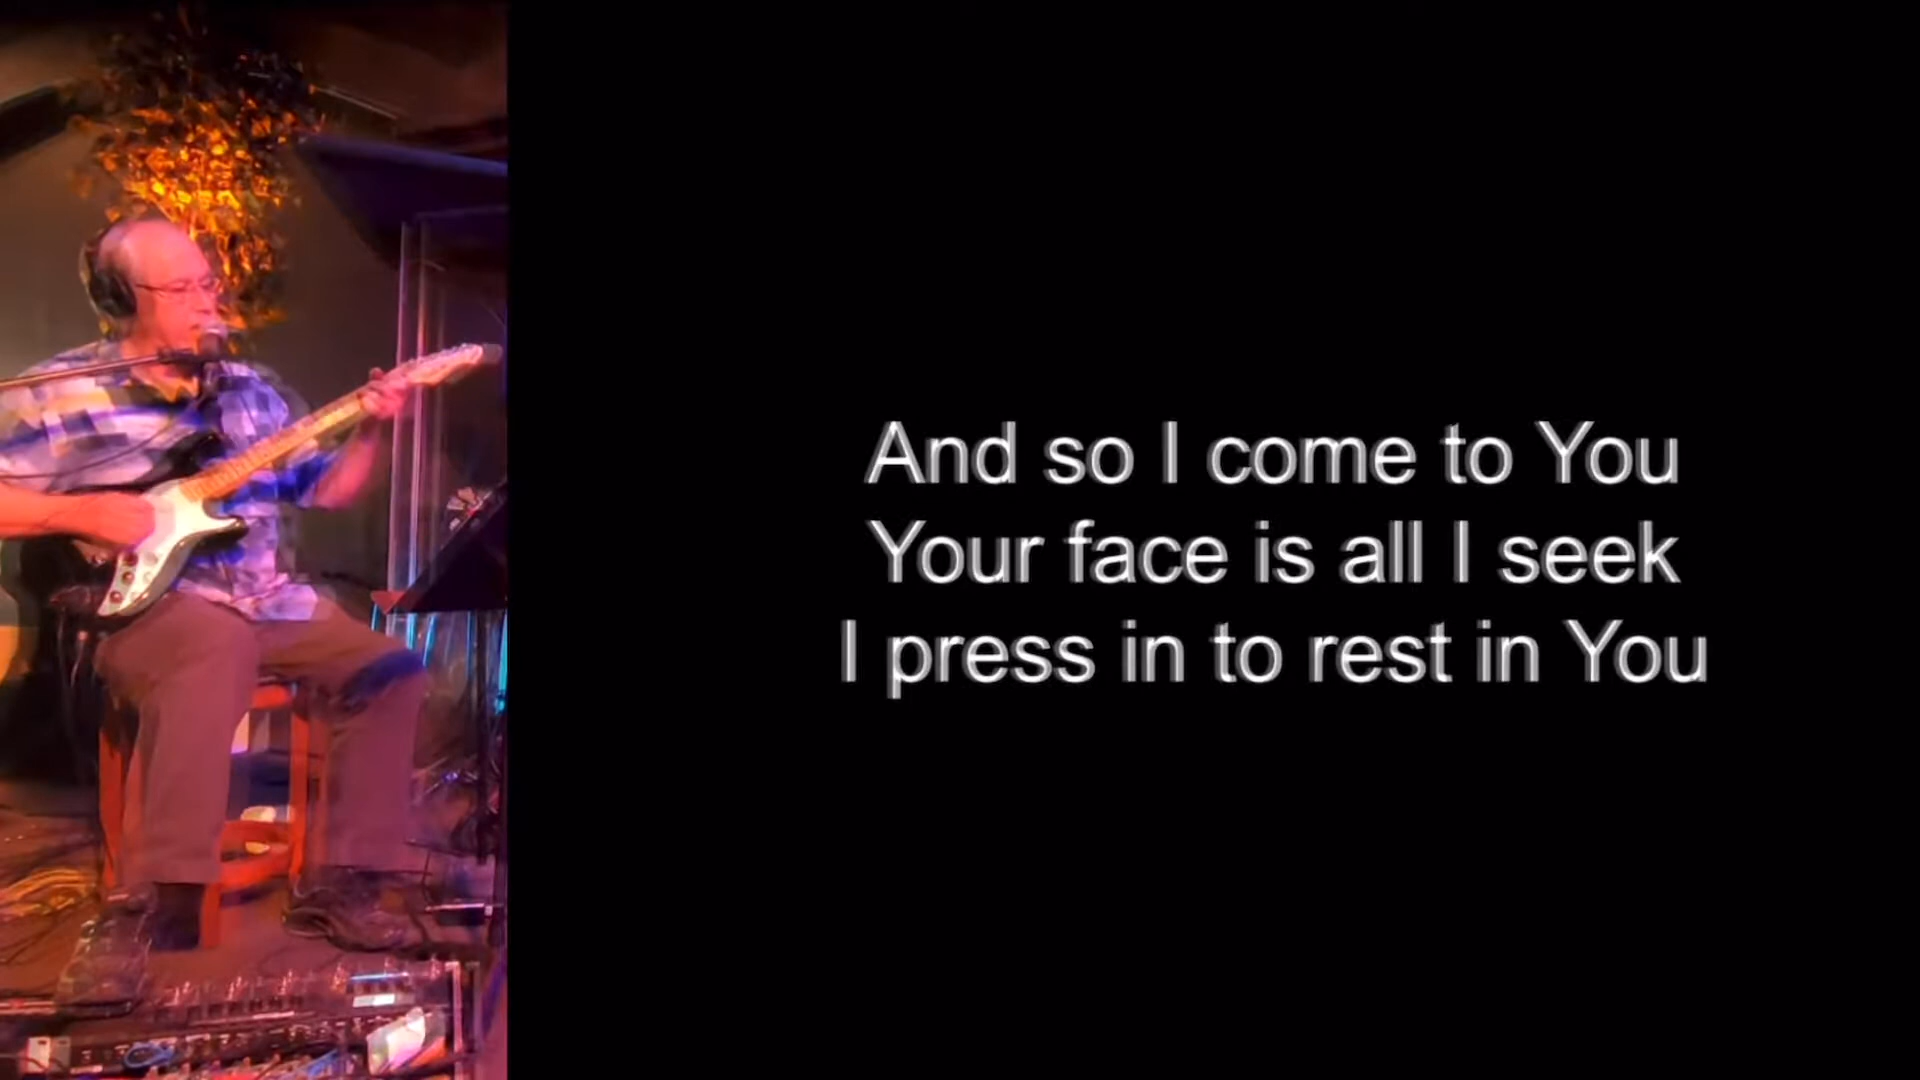 And so I come to You
Your face is all I seek
I press in to rest in You